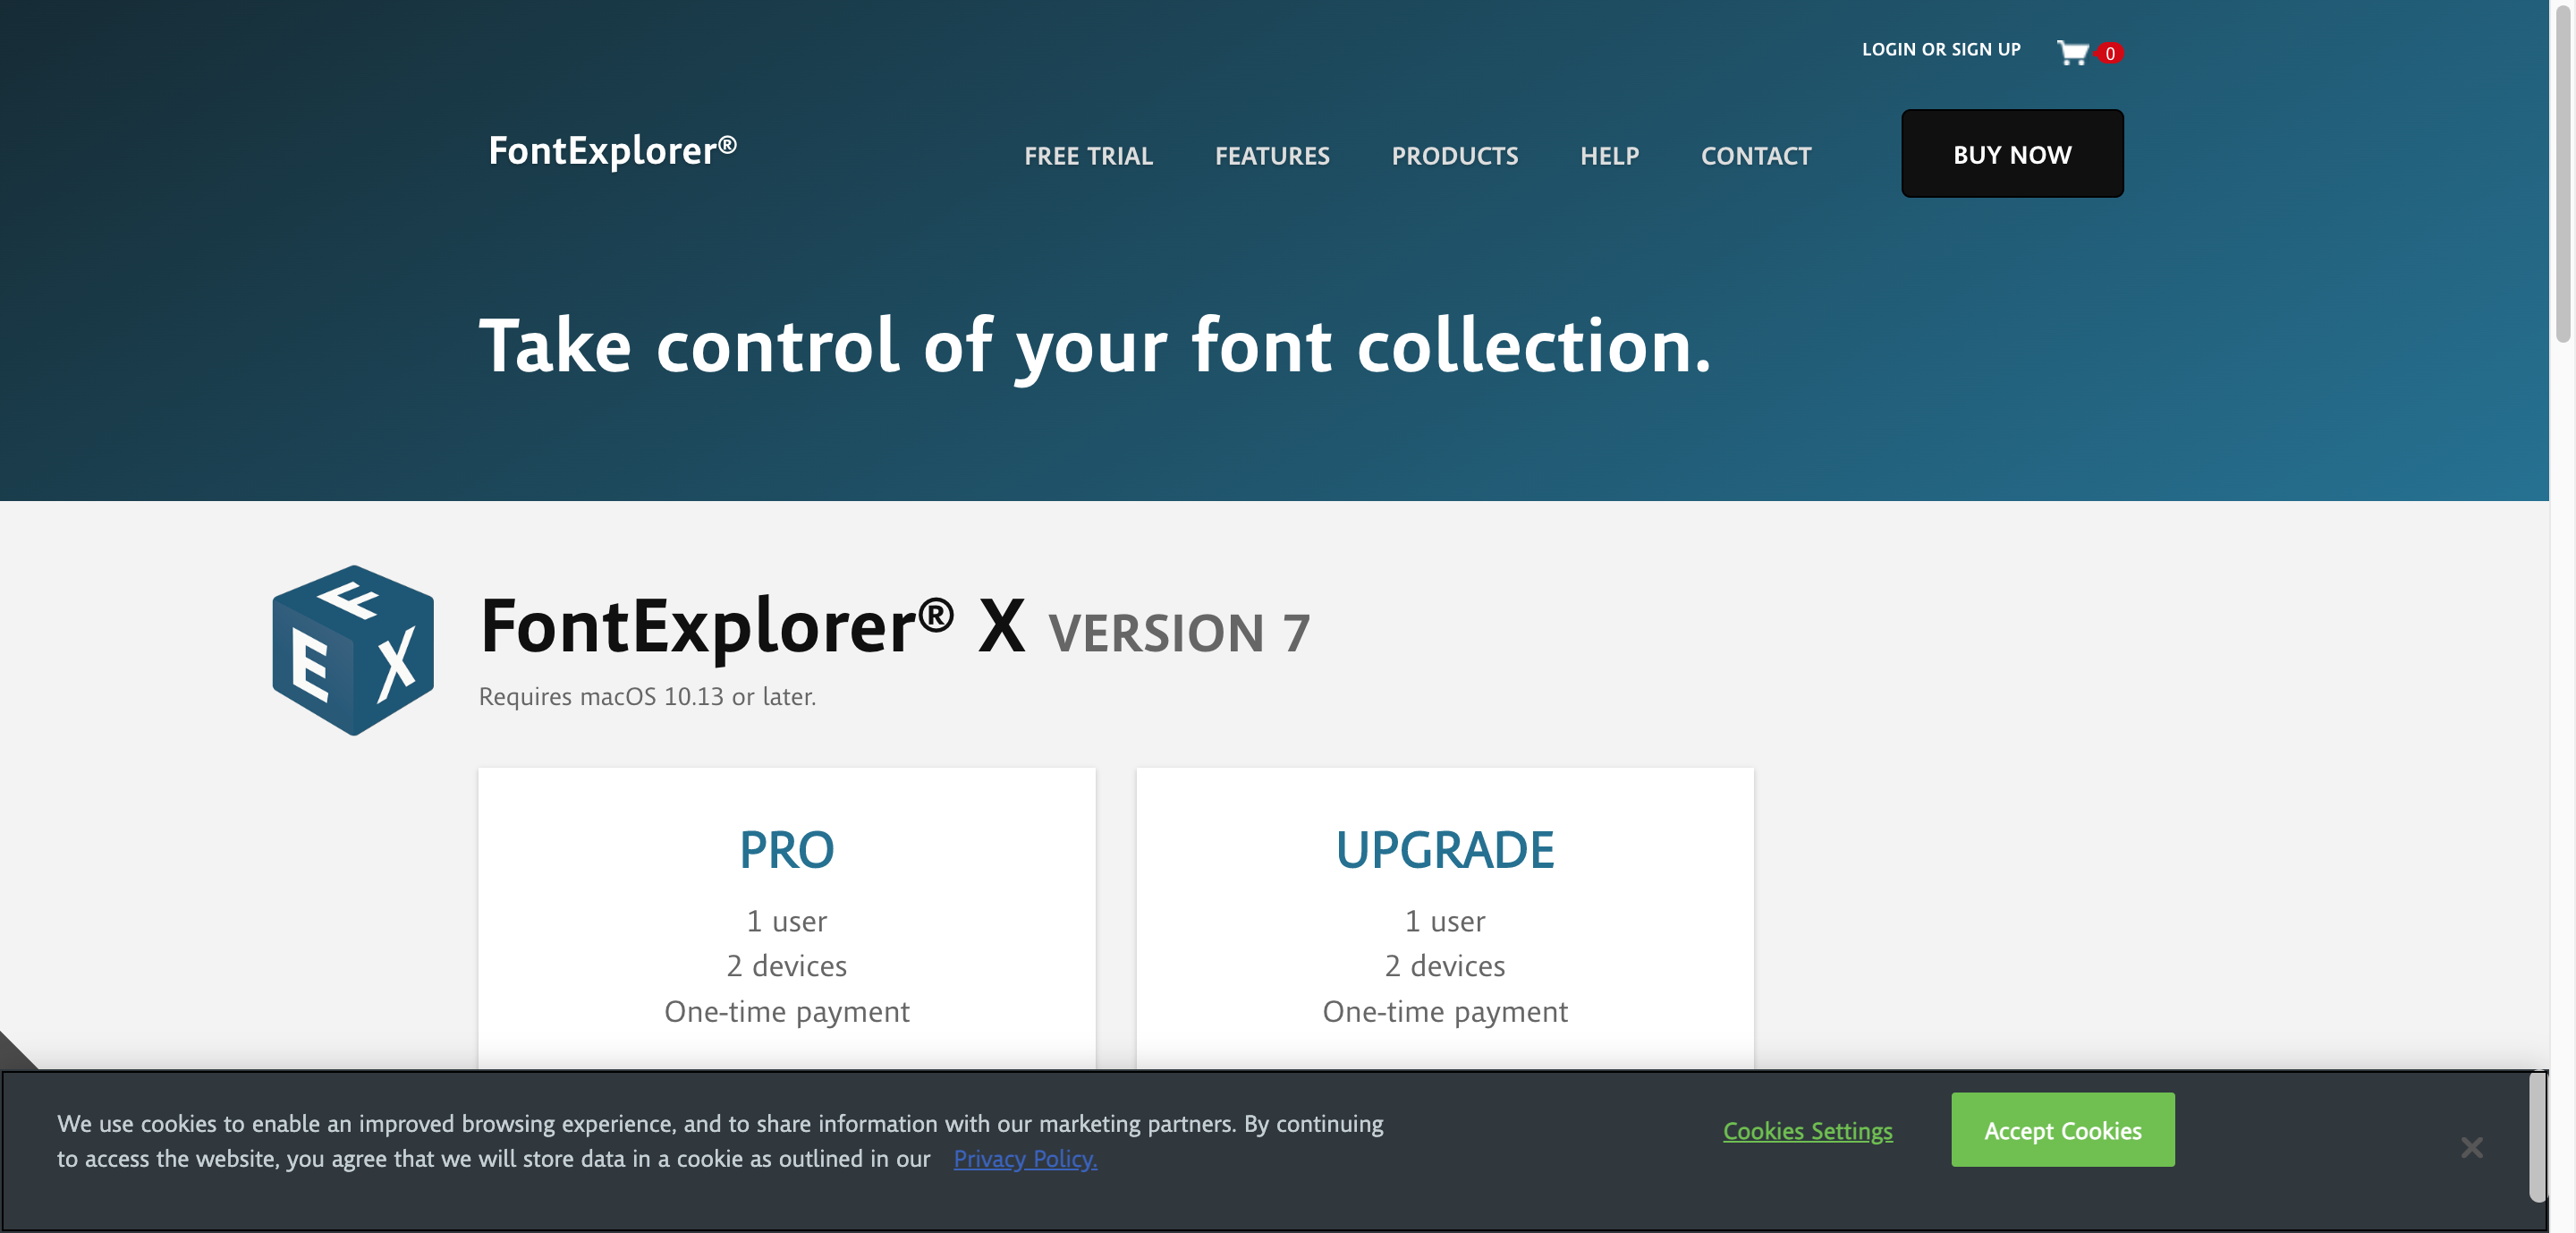 LOGIN OR SIGN UP
0
FontExplorer®
FREE TRIAL
FEATURES
PRODUCTS
HELP
CONTACT
BUY NOW
Take control of your font collection.
F
E
X
FontExplorer® X VERSION 7
Requires macOS 10.13 or later.
PRO
1 user
2 devices
One-time payment
UPGRADE
1 user
2 devices
One-time payment
We use cookies to enable an improved browsing experience, and to share information with our marketing partners. By continuing
to access the website, you agree that we will store data in a cookie as outlined in our Privacy Policy.
Cookies Settings
Accept Cookies